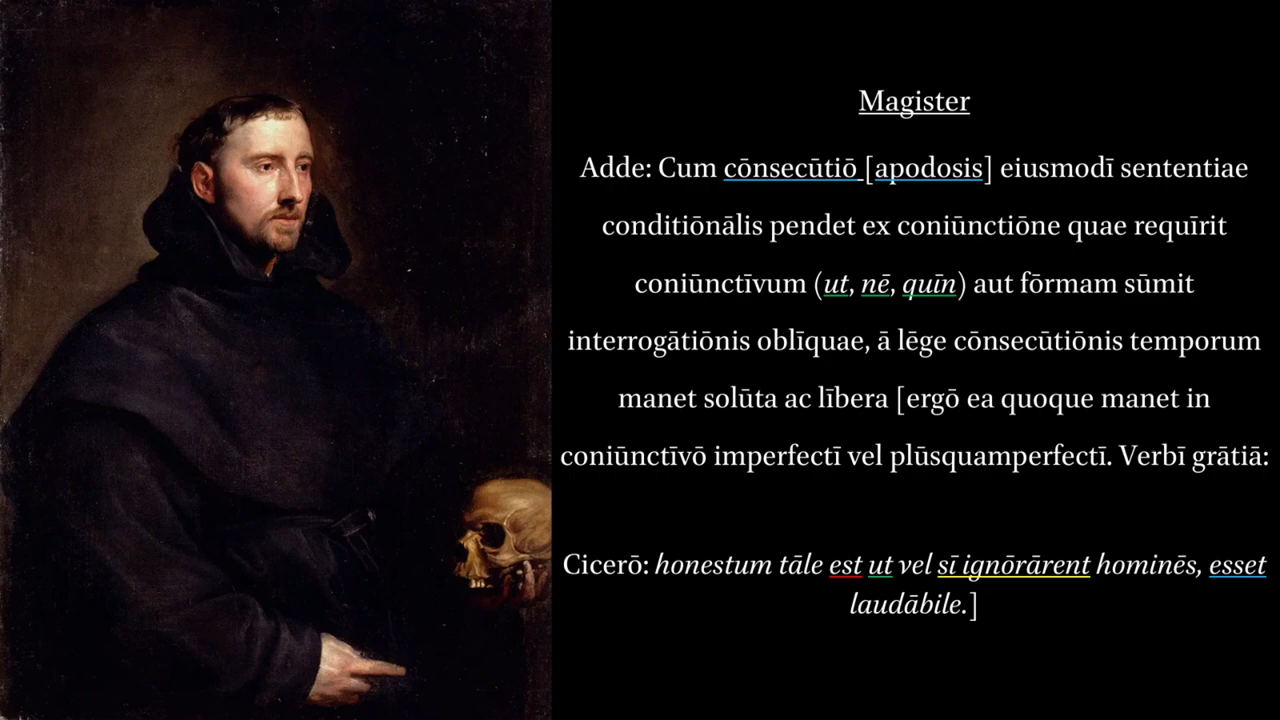 Magister
Adde: Cum cōnsecūtiō [apodosis] eiusmodī sententiae
conditiōnālis pendet ex coniūnctiōne quae requīrit
coniūnctīvum (ut, nē, quīn) aut fōrmam sūmit
interrogātiōnis oblīquae, ā lēge cōnsecūtiōnis temporum
manet solūta ac lībera [ergō ea quoque manet in
coniūnctīvō imperfectī vel plūsquamperfectī. Verbī grātiā:
Cicerō: honestum tāle est ut vel sī ignōrārent hominēs, esset
laudābile.]